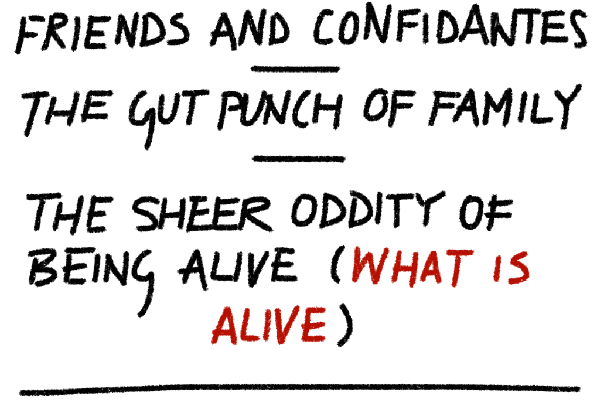 FRIENDS AND CONFIDANTES
THE GUT PUNCH OF FAMILY
THE SHEER ODDITY OF
BEING ALIVE (WHAT IS
ALIVE)